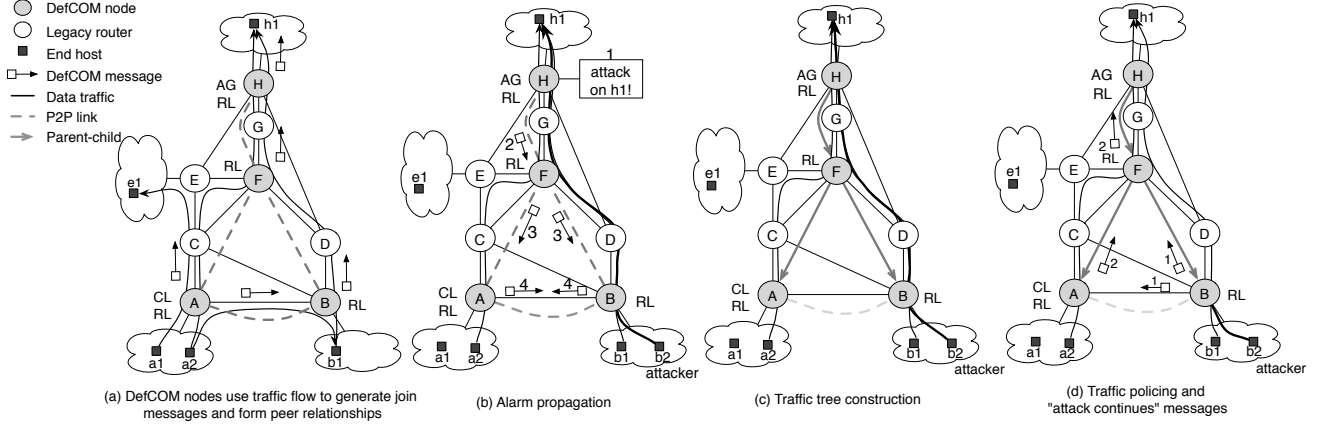 DefCOM node
Legacy router
End host
DefCOM message
Data traffic
P2P link
Parent-child
h1
AG
H
RL
G
e1
E
RL
F
C
D
CL
A
B
RL
RL
a1
a2
b1
(a) DefCOM nodes use traffic flow to generate join
messages and form peer relationships
h1
1
attack
on h1!
AG
H
RL
G
2
RL
e1
E
F
3
3
C
D
CL
A
4
4
B
RL
RL
a1
a2
b1
b2
attacker
(b) Alarm propagation
h1
AG
H
RL
G
e1
E
RL
F
C
D
CL
A
B
RL
RL
a1
a2
b1
b2
attacker
(c) Traffic tree construction
h1
AG
H
RL
G
2
RL
e1
E
F
C
D
2
1
1
CL
A
B
RL
RL
a1
a2
b1
b2
attacker
(d) Traffic policing and
"attack continues" messages